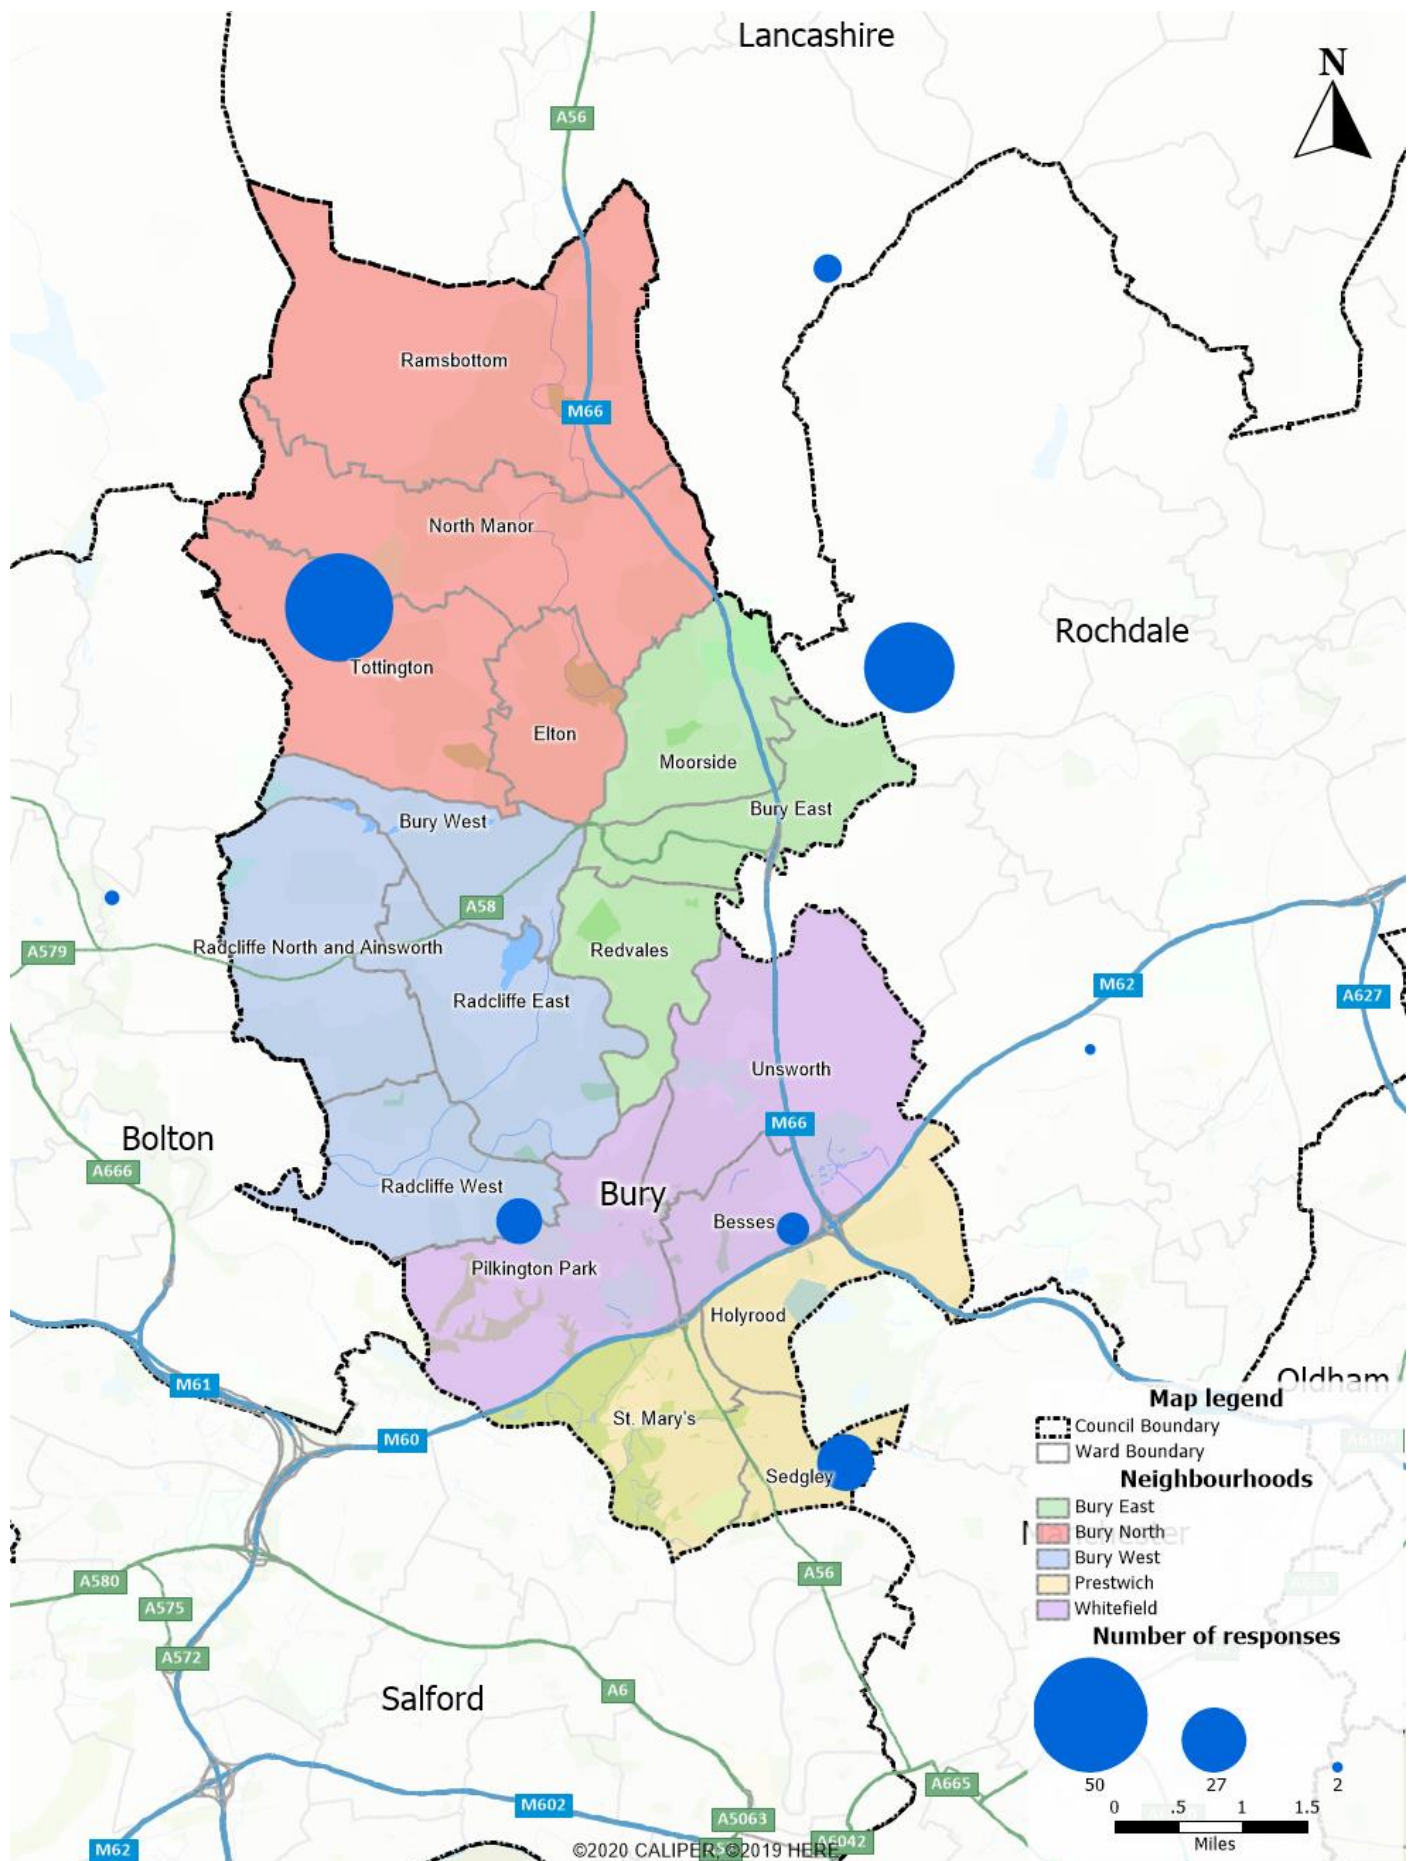 Lancashire
N
A56
Ramsbottom
M66
North Manor
Rochdale
Tottington
Elton
Moorside
Bury East
Bury West
A58
A579
Radcliffe North and Ainsworth
Redvales
M62
A627
Radcliffe East
Unsworth
M66
Bolton
A666
Radcliffe West
Bury
Besses
Pilkington Park
Holyrood
M61
Oldham
Map legend
Council Boundary
Ward Boundary
St. Mary's
M60
Sedgley
Neighbourhoods
Bury East
Bury North
Bury West
Prestwich
Whitefield
A56
A580
A575
A572
Number of responses
A6
Salford
50
27
2
A665
M602
A5063
0 .5 1 1.5
Miles
A6042
M62
©2020 CALIPER; ©2019 HERE